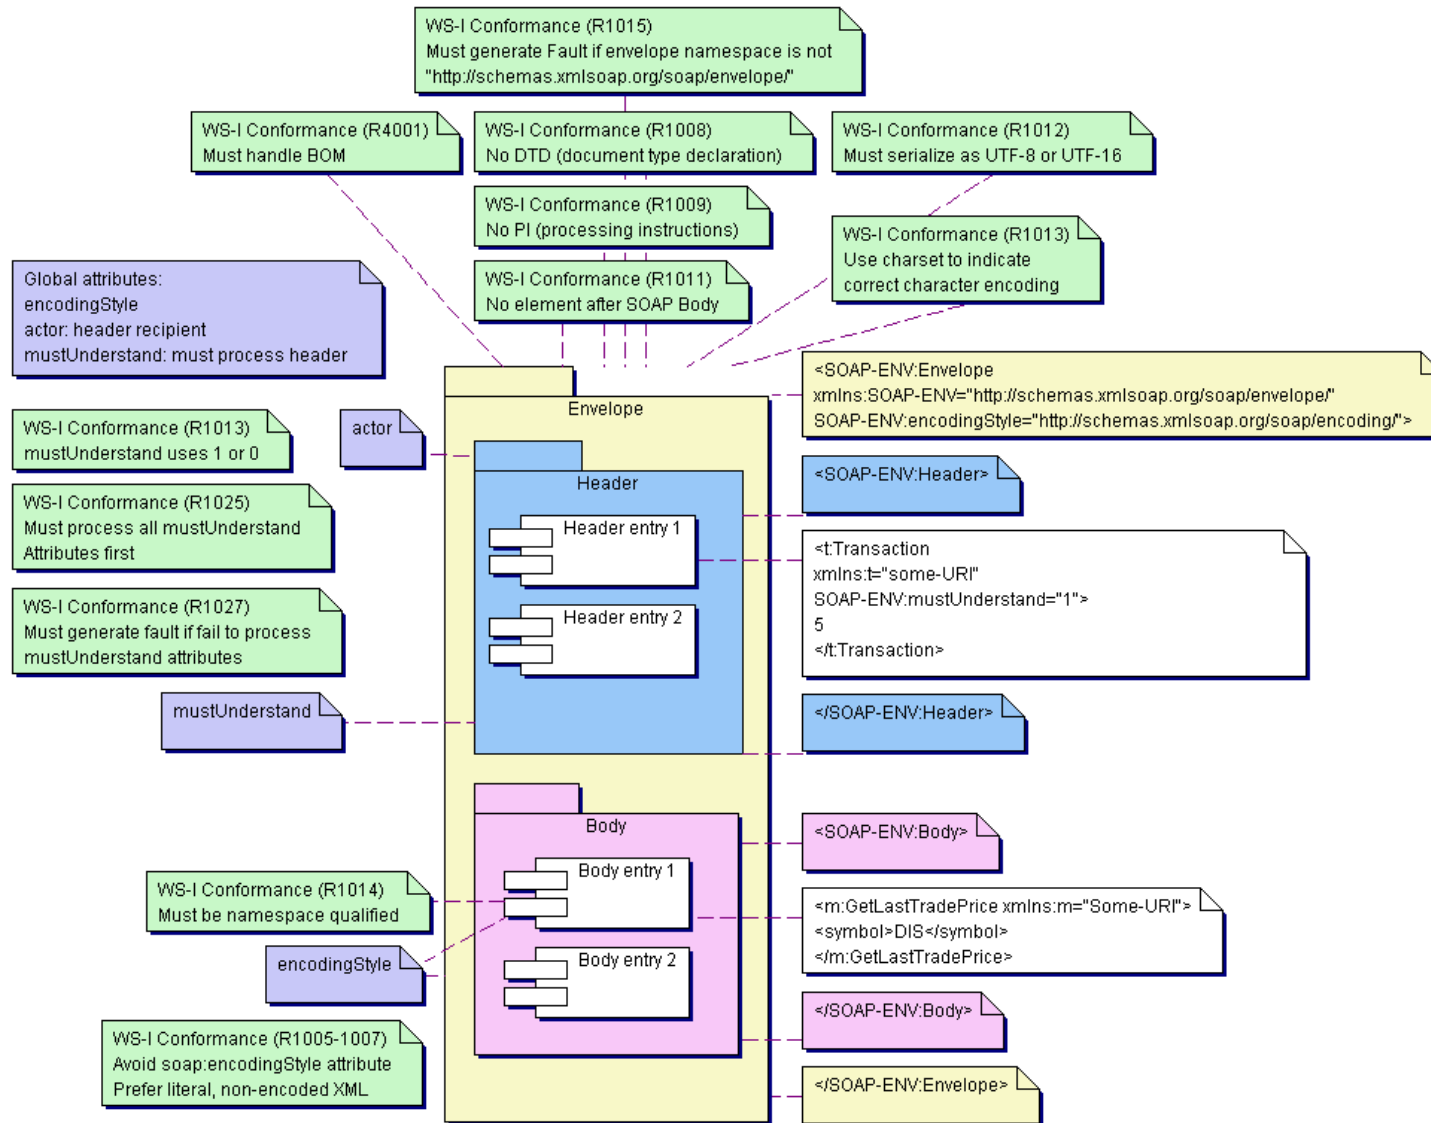 WS-I Conformance (R1015)
Must generate Fault if envelope namespace is not
"http://schemas.xmlsoap.org/soap/envelope/"
WS-I Conformance (R4001)
Must handle BOM
WS-I Conformance (R1008)
No DTD (document type declaration)
WS-I Conformance (R1012)
Must serialize as UTF-8 or UTF-16
WS-I Conformance (R1009)
No PI (processing instructions)
WS-I Conformance (R1013)
Use charset to indicate
correct character encoding
WS-I Conformance (R1011)
No element after SOAP Body
Global attributes:
encodingStyle
actor: header recipient
mustUnderstand: must process header
<SOAP-ENV:Envelope
xmlns:SOAP-ENV="http://schemas.xmlsoap.org/soap/envelope/"
SOAP-ENV:encodingStyle="http://schemas.xmlsoap.org/soap/encoding/">
Envelope
WS-I Conformance (R1013)
mustUnderstand uses 1 or 0
actor
<SOAP-ENV:Header>
Header
WS-I Conformance (R1025)
Must process all mustUnderstand
Attributes first
Header entry 1
<t:Transaction
xmlns:t="some-URI"
SOAP-ENV:mustUnderstand="1">
5
</t:Transaction>
WS-I Conformance (R1027)
Must generate fault if fail to process
mustUnderstand attributes
Header entry 2
mustUnderstand
</SOAP-ENV:Header>
Body
<SOAP-ENV:Body>
Body entry 1
WS-I Conformance (R1014)
Must be namespace qualified
<m:GetLastTradePrice xmlns:m="Some-URI">
<symbol>DIS</symbol>
</m:GetLastTradePrice>
encodingStyle
Body entry 2
</SOAP-ENV:Body>
WS-I Conformance (R1005-1007)
Avoid soap:encodingStyle attribute
Prefer literal, non-encoded XML
</SOAP-ENV:Envelope>